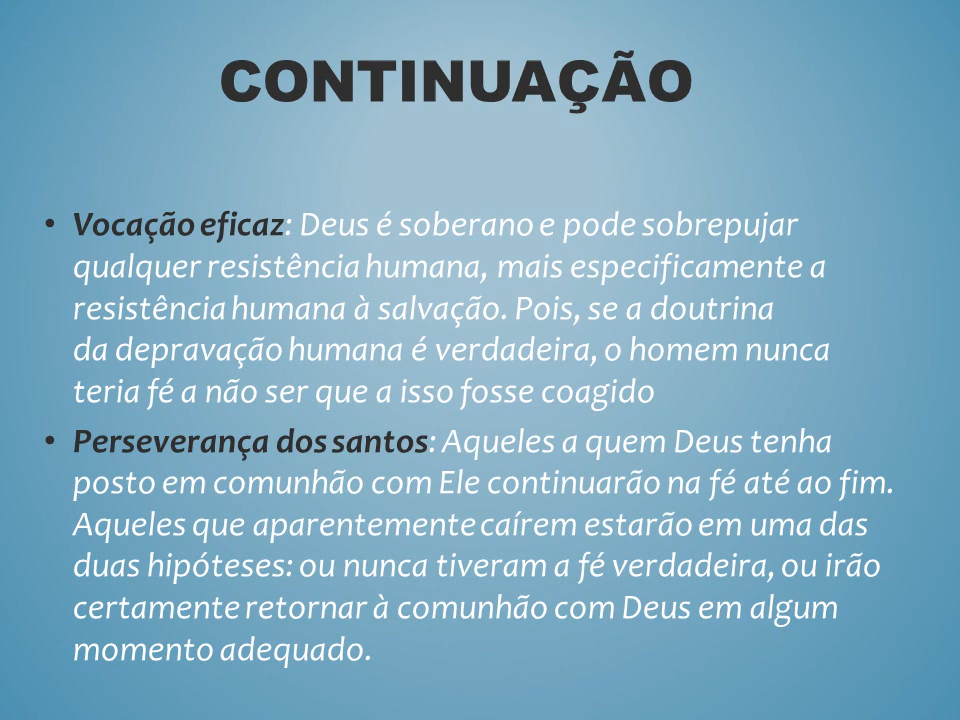 CONTINUAÇÃO
• Vocação eficaz: Deus é soberano e pode sobrepujar
qualquer resistência humana, mais especificamente a
resistência humana à salvação. Pois, se a doutrina
da depravação humana é verdadeira, o homem nunca
teria fé a não ser que a isso fosse coagido
• Perseverança dos santos: Aqueles a quem Deus tenha
posto em comunhão com Ele continuarão na fé até ao fim.
Aqueles que aparentemente caírem estarão em uma das
duas hipóteses: ou nunca tiveram a fé verdadeira, ou irão
certamente retornar à comunhão com Deus em algum
momento adequado.